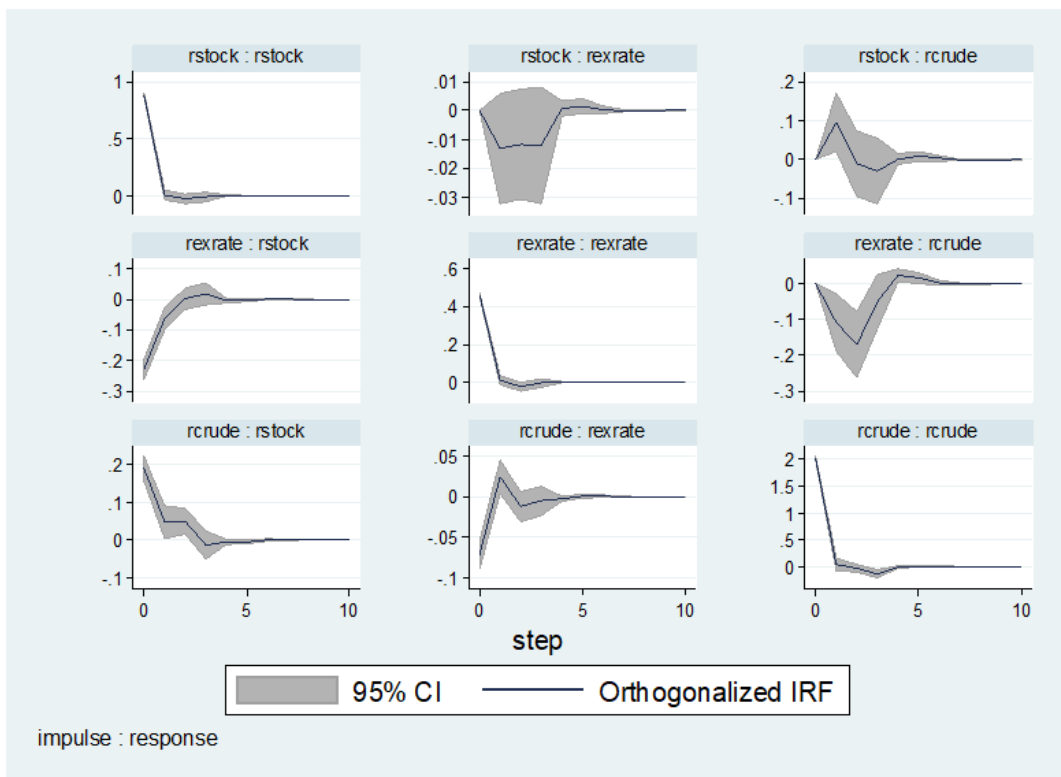 rstock : rstock
rstock : rexrate
rstock : rcrude
1
.5
0
.01
0
-.01
-.02
-.03
.2
.1
0
-.1
rexrate : rstock
rexrate : rexrate
rexrate : rcrude
.1
0
-.1
-.2
-.3
.6
.4
.2
0
0
-.1
-.2
-.3
rcrude : rstock
rcrude : rexrate
rcrude : rcrude
.2
.1
0
-.1
.05
0
-.05
-.1
2
1.5
1
.5
0
0 5 10
0 5 10
0 5 10
step
95% CI Orthogonalized IRF
impulse : response